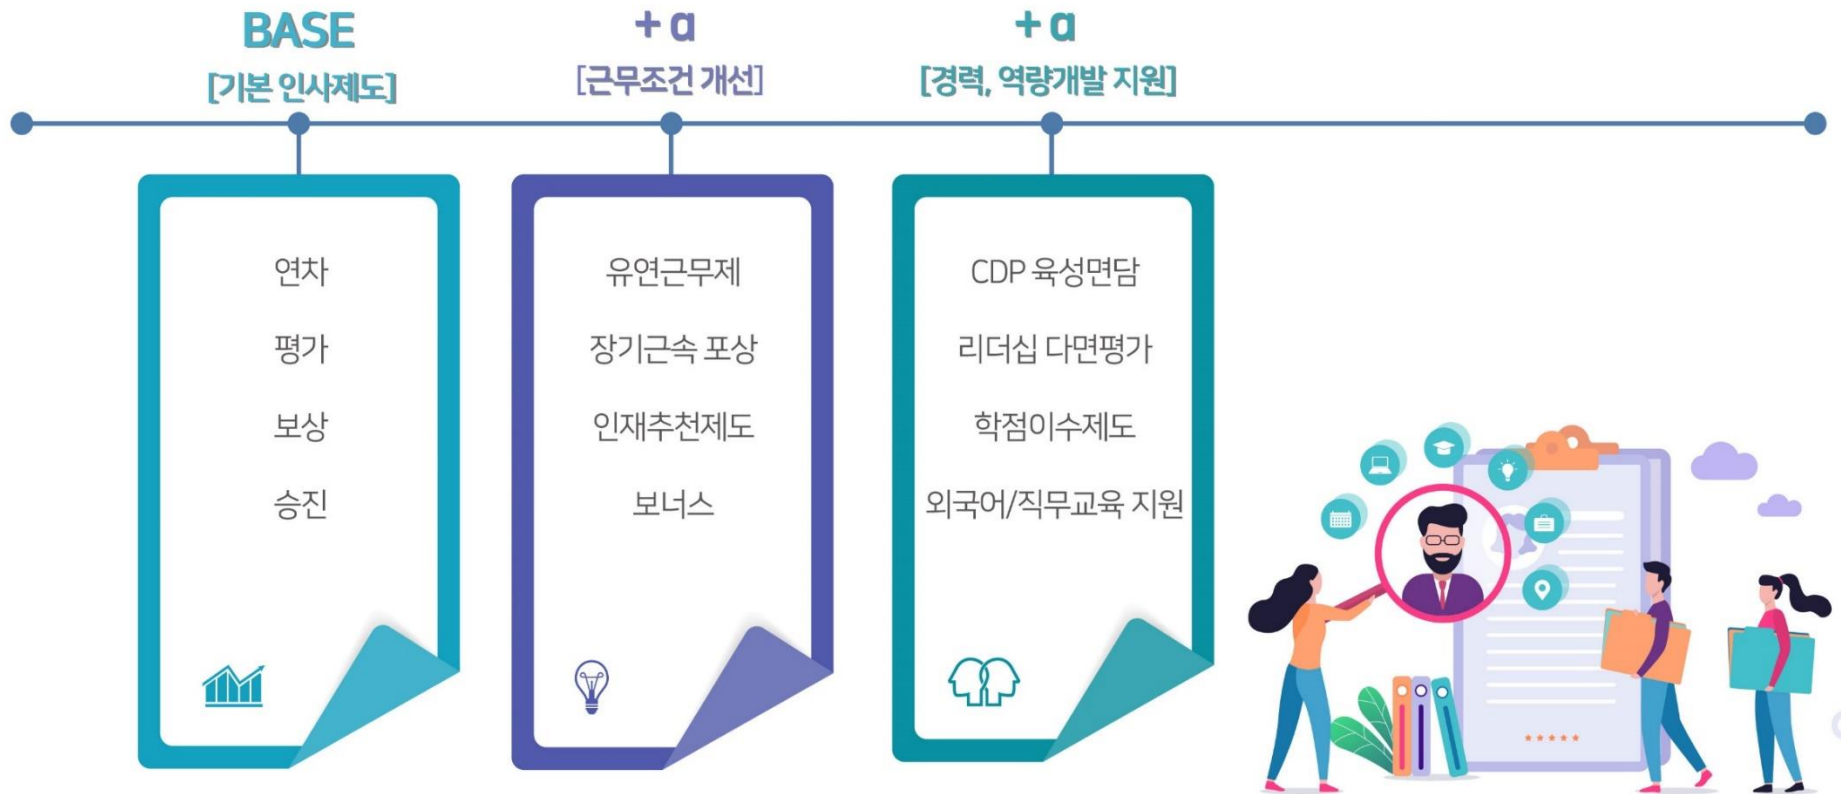 BASE
[기본 인사제도]
연차
평가
보상
승진
+ α
[근무조건 개선]
유연근무제
장기근속 포상
인재추천제도
보너스
+ α
[경력, 역량개발 지원]
CDP 육성면담
리더십 다면평가
학점이수제도
외국어/직무교육 지원